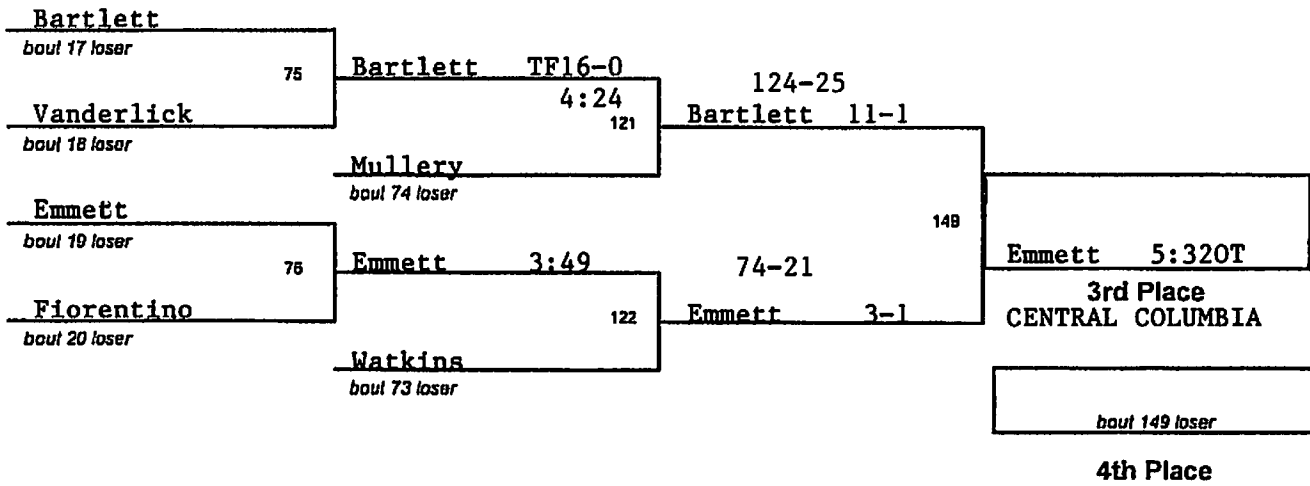 Bartlett
bout 17 loser
75
Bartlett TF16-0
4:24
124-25
Vanderlick
bout 18 loser
121
Bartlett 11-1
Mullery
bout 74 loser
Emmett
bout 19 loser
149
76
Emmett 3:49
74-21
Emmett 5:32OT
3rd Place
Fiorentino
bout 20 loser
122
Emmett 3-1
CENTRAL COLUMBIA
Watkins
bout 73 loser
bout 149 loser
4th Place